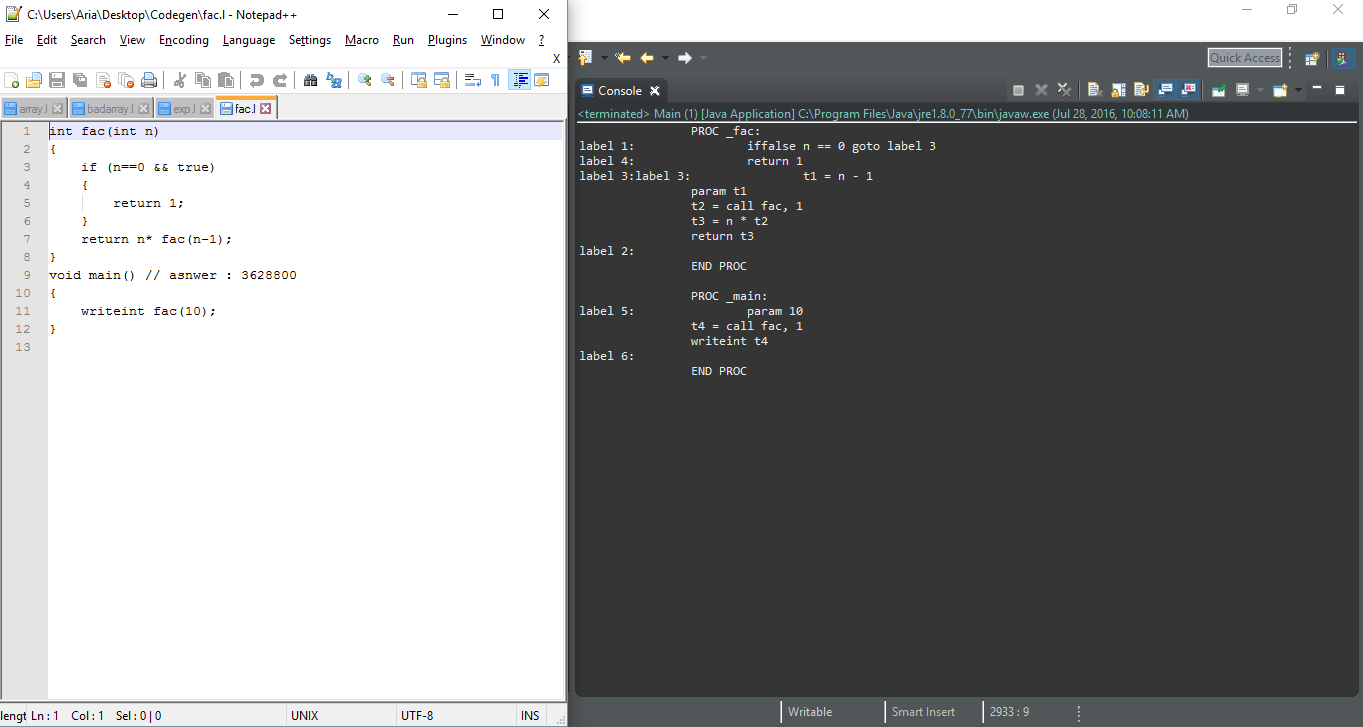 C:\Users\Aria\Desktop\Codegen\fac.l - Notepad++
File Edit Search View Encoding Language Settings Macro Run Plugins Window ?
X
array.l badarray.l exp.l fac.l
1 int fac(int n)
2 {
3 if (n==0 && true)
4 {
5 return 1;
6 }
7 return n* fac(n-1);
8 }
9 void main() // asnwer : 3628800
10 {
11 writeint fac(10);
12 }
13
lengt Ln : 1 Col : 1 Sel : 0 | 0 UNIX UTF-8 INS
Quick Access
Console
<terminated> Main (1) [Java Application] C:\Program Files\Java\jre1.8.0_77\bin\javaw.exe (Jul 28, 2016, 10:08:11 AM)
PROC _fac:
label 1: iffalse n == 0 goto label 3
label 4: return 1
label 3:label 3: t1 = n - 1
param t1
t2 = call fac, 1
t3 = n * t2
return t3
label 2:
END PROC
PROC _main:
label 5: param 10
t4 = call fac, 1
writeint t4
label 6:
END PROC
Writable Smart Insert 2933 : 9